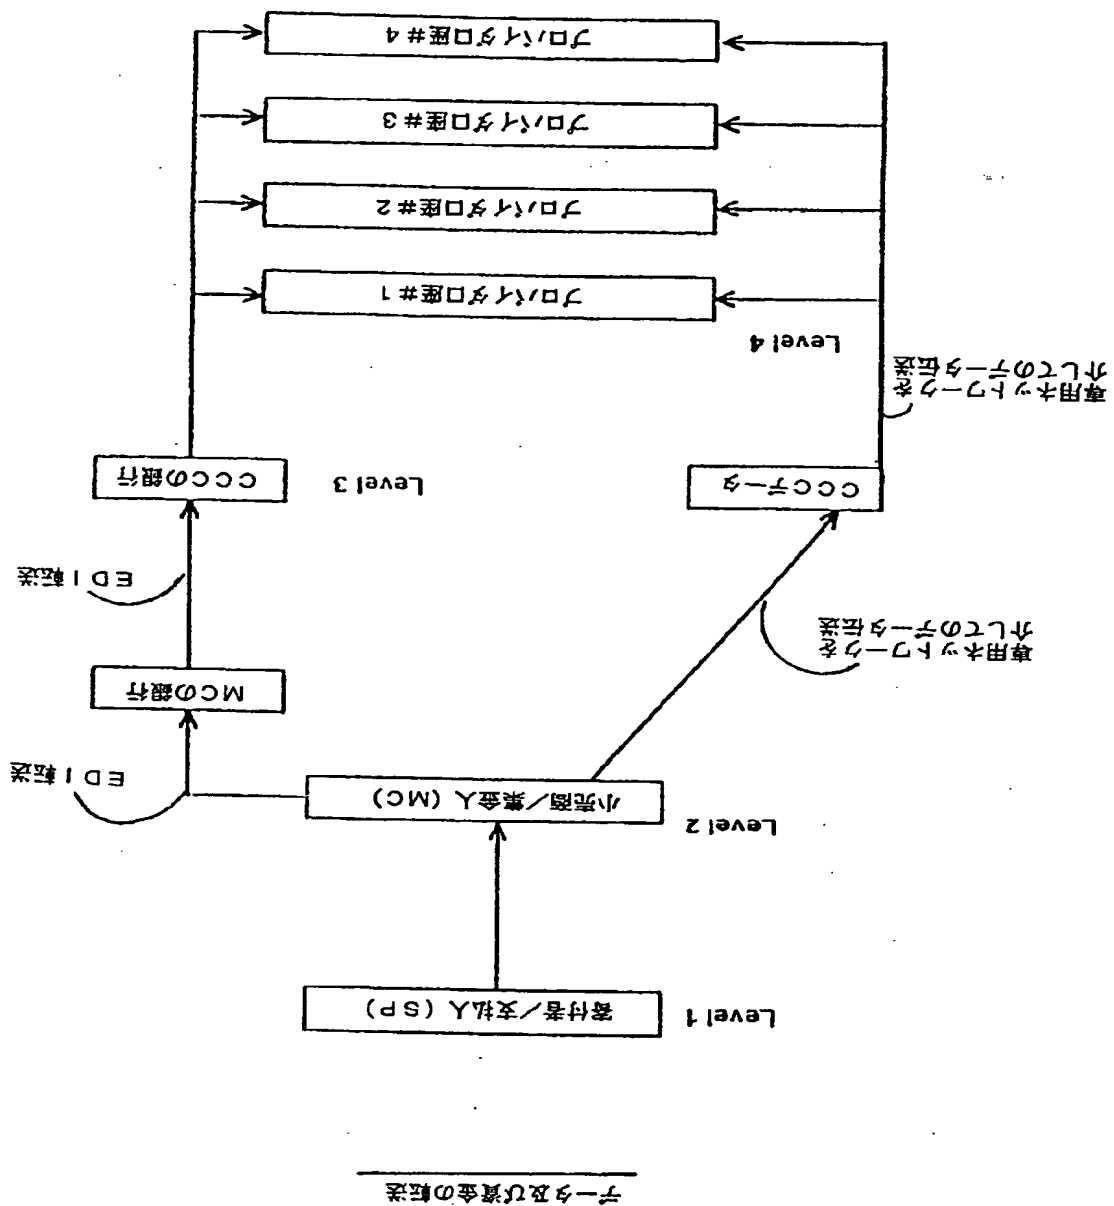 データ及び資金の転送
Level 1
寄付者／支払人（SP）
Level 2
小売商／集金人（MC）
EDI転送
MCの銀行
専用ネットワークを
介してのデータ伝送
EDI転送
CCCデータ
Level 3
CCCの銀行
専用ネットワークを
介してのデータ伝送
Level 4
プロバイダ口座＃1
プロバイダ口座＃2
プロバイダ口座＃3
プロバイダ口座＃4